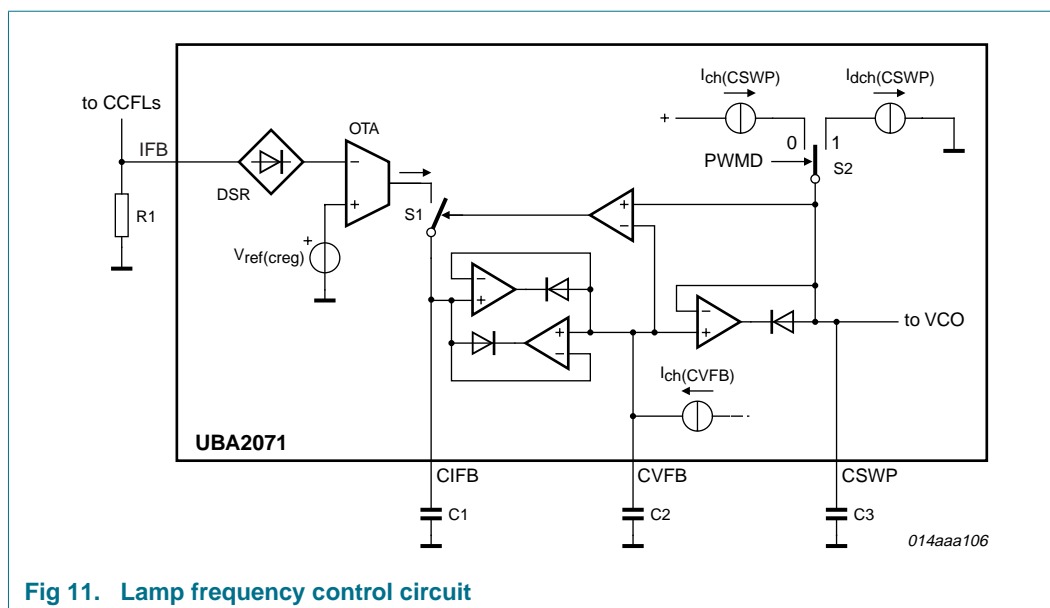 to CCFLs
IFB
R1
DSR
OTA
−
+
+
Vref(creg)
S1
Ich(CSWP)
Idch(CSWP)
+
0
1
PWMD
S2
+
−
−
+
+
−
−
+
to VCO
Ich(CVFB)
UBA2071
CIFB
CVFB
CSWP
C1
C2
C3
014aaa106
Fig 11. Lamp frequency control circuit